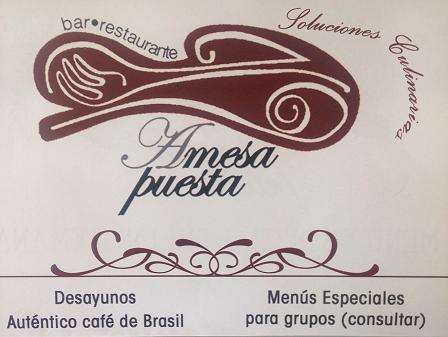 bar•restaurante
Soluciones Culinarias
Amesa
puesta
Desayunos
Auténtico café de Brasil
Menús Especiales
para grupos (consultar)